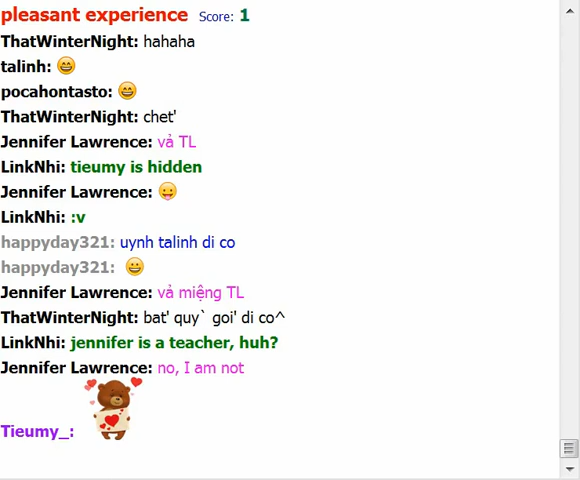 pleasant experience Score: 1
ThatWinterNight: hahaha
talinh:
pocahontasto:
ThatWinterNight: chet'
Jennifer Lawrence: vả TL
LinkNhi: tieumy is hidden
Jennifer Lawrence:
LinkNhi: :v
happyday321: uynh talinh di co
happyday321:
Jennifer Lawrence: vả miệng TL
ThatWinterNight: bat' quy` goi' di co^
LinkNhi: jennifer is a teacher, huh?
Jennifer Lawrence: no, I am not
Tieumy_: